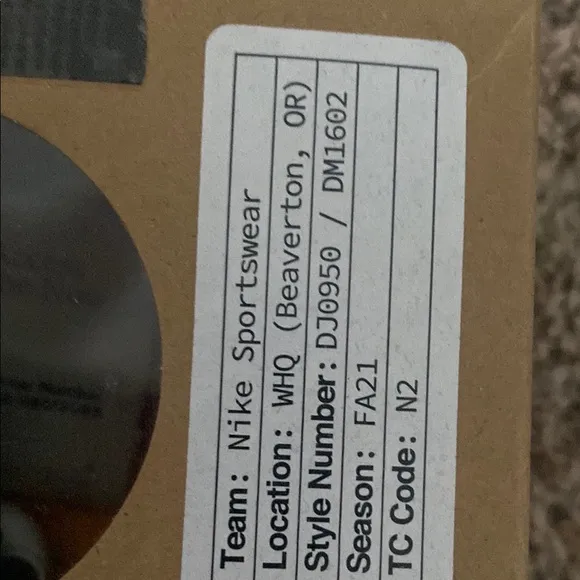 Team: Nike Sportswear
Location: WHQ (Beaverton, OR)
Style Number: DJ0950 / DM1602
Season: FA21
TC Code: N2